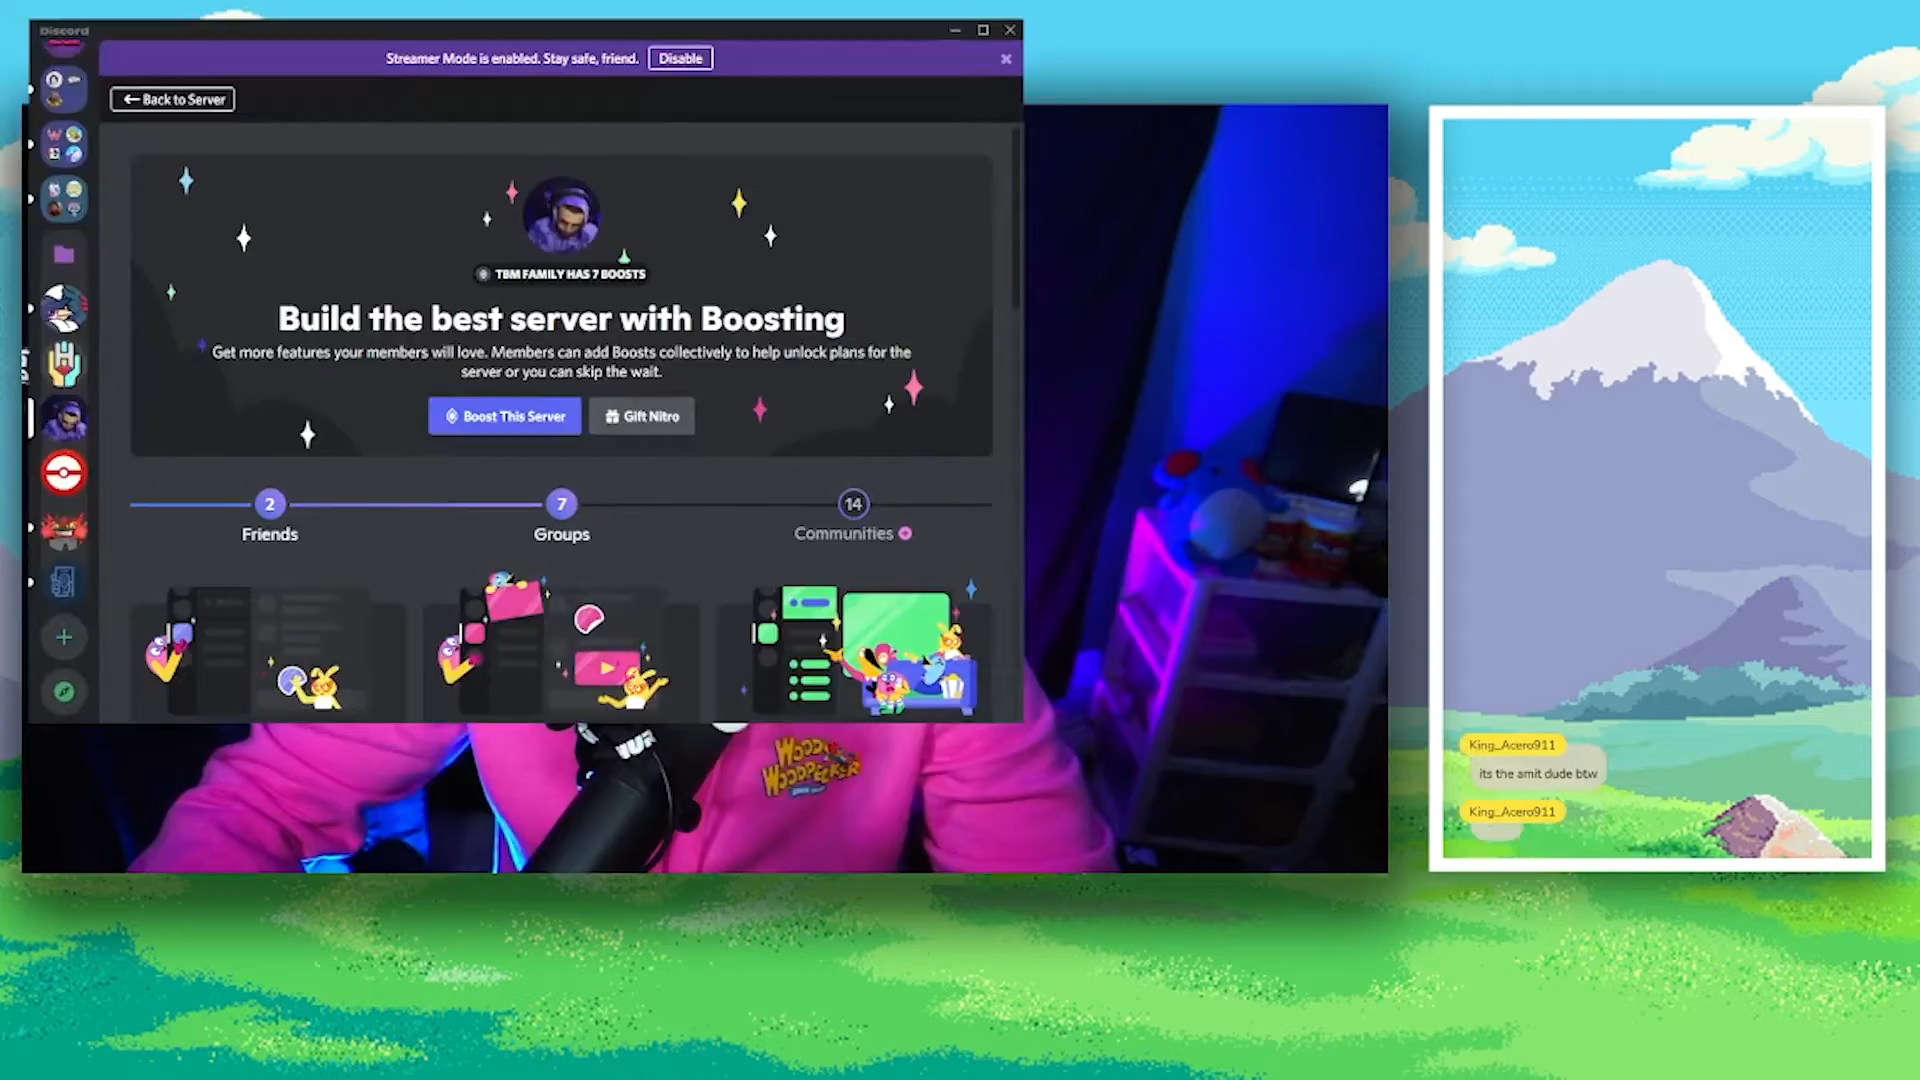 Discord
Streamer Mode is enabled. Stay safe, friend.
Disable
← Back to Server
TBM FAMILY HAS 7 BOOSTS
Build the best server with Boosting
Get more features your members will love. Members can add Boosts collectively to help unlock plans for the
server or you can skip the wait.
Boost This Server
Gift Nitro
2
7
14
Friends
Groups
Communities
WOODY
WOODPECKER
King_Acero911
its the amit dude btw
King_Acero911